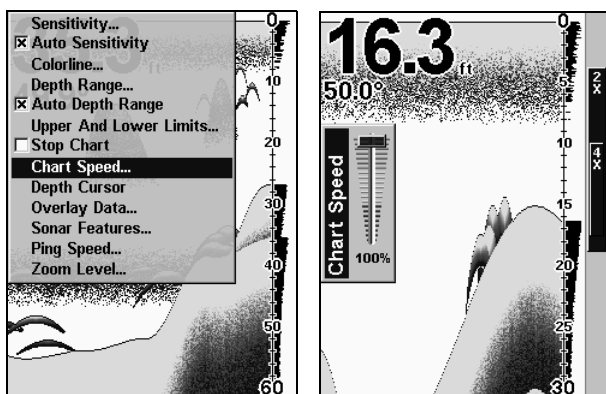 Sensitivity...
Auto Sensitivity
Colorline...
Depth Range...
Auto Depth Range
Upper And Lower Limits...
Stop Chart
Chart Speed...
Depth Cursor
Overlay Data...
Sonar Features...
Ping Speed...
Zoom Level...
0
10
20
30
40
50
60
16.3 ft
50.0°
Chart Speed
100%
0
5
10
15
20
25
30
2X
4X